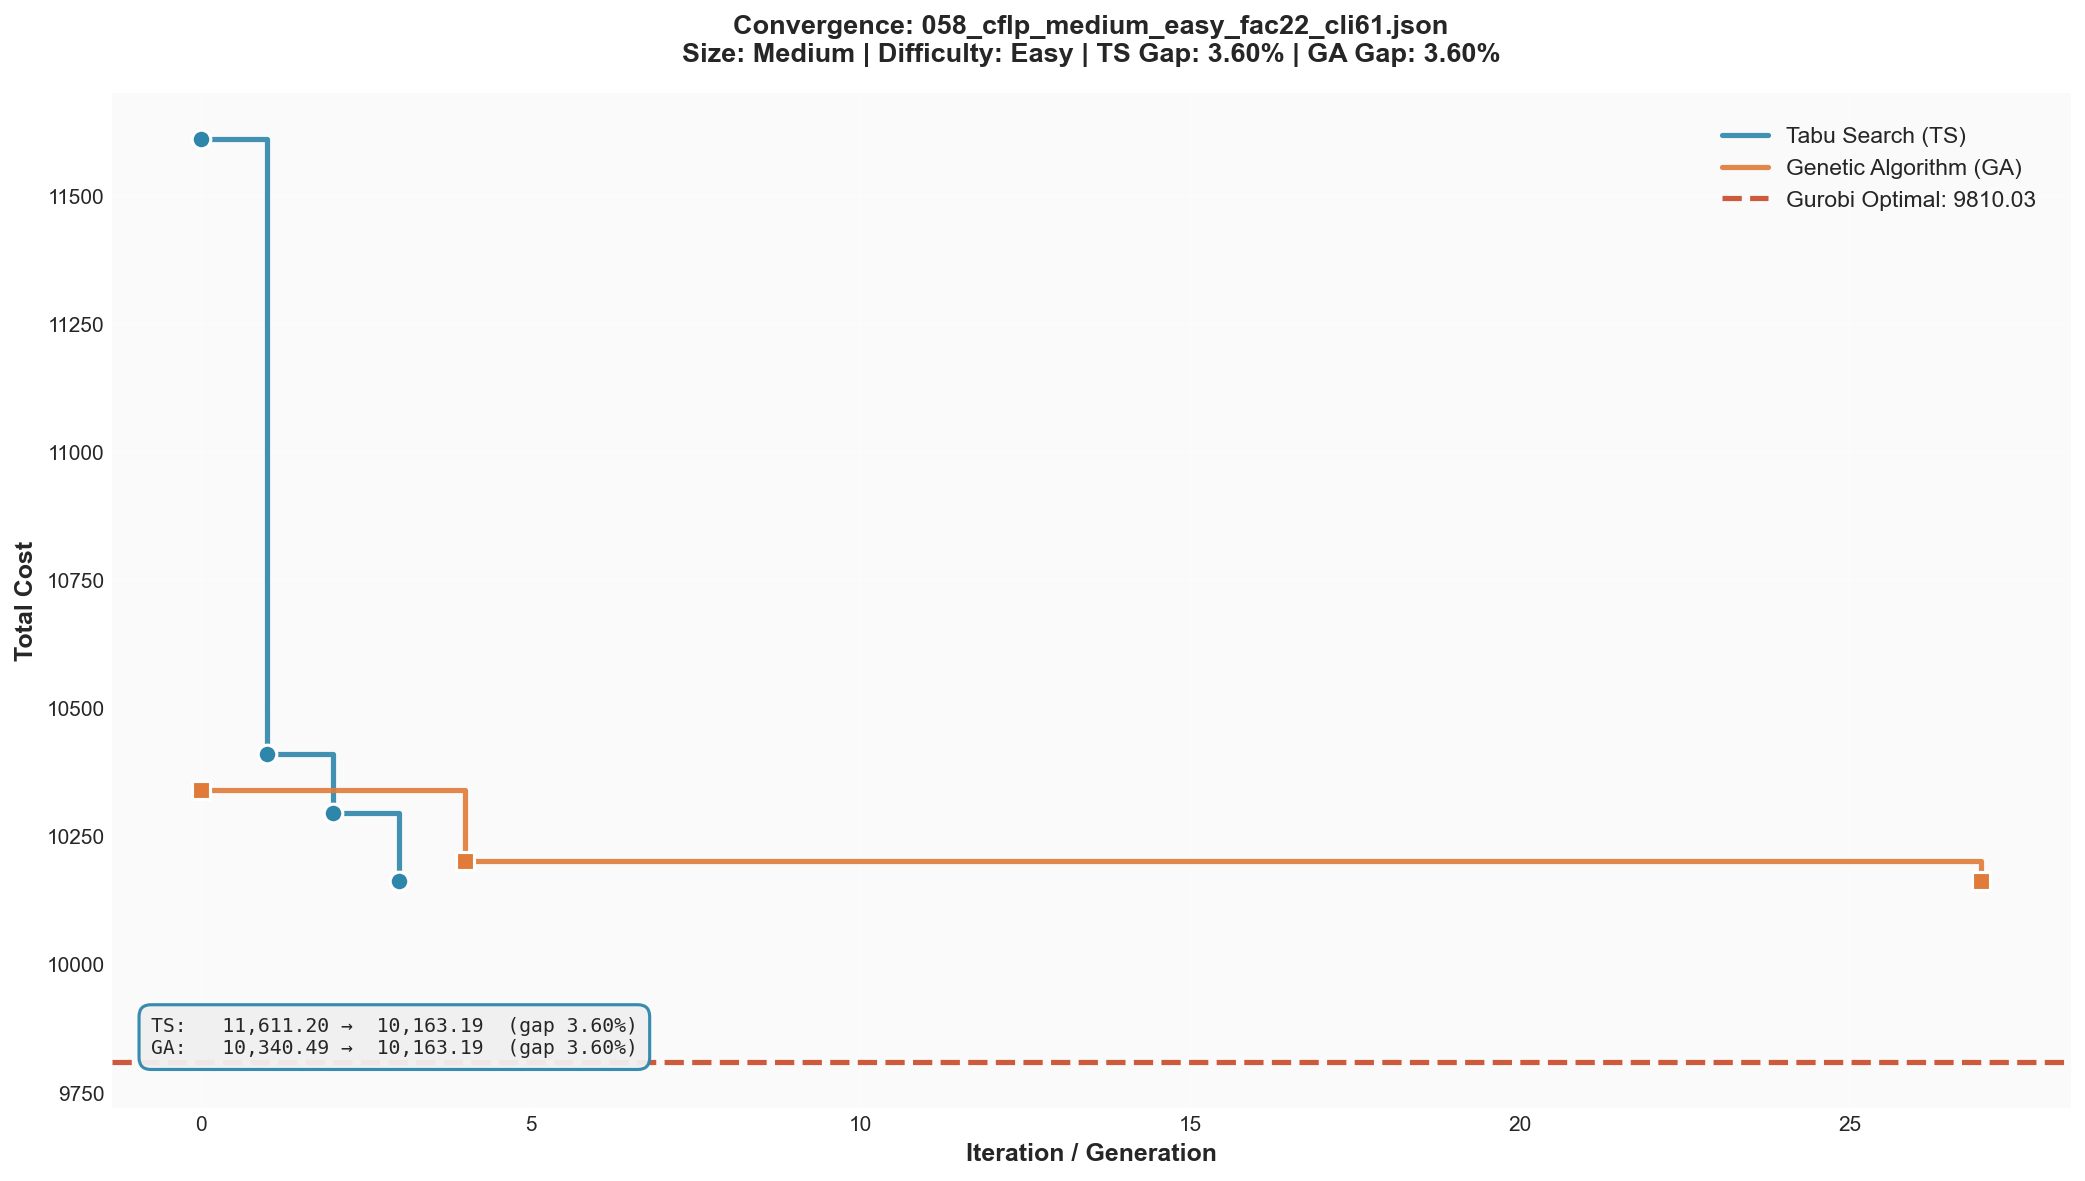 Convergence: 058_cflp_medium_easy_fac22_cli61.json
Size: Medium | Difficulty: Easy | TS Gap: 3.60% | GA Gap: 3.60%
Tabu Search (TS)
Genetic Algorithm (GA)
Gurobi Optimal: 9810.03
Total Cost
11500
11250
11000
10750
10500
10250
10000
9750
TS:   11,611.20 →  10,163.19  (gap 3.60%)
GA:   10,340.49 →  10,163.19  (gap 3.60%)
0 5 10 15 20 25
Iteration / Generation